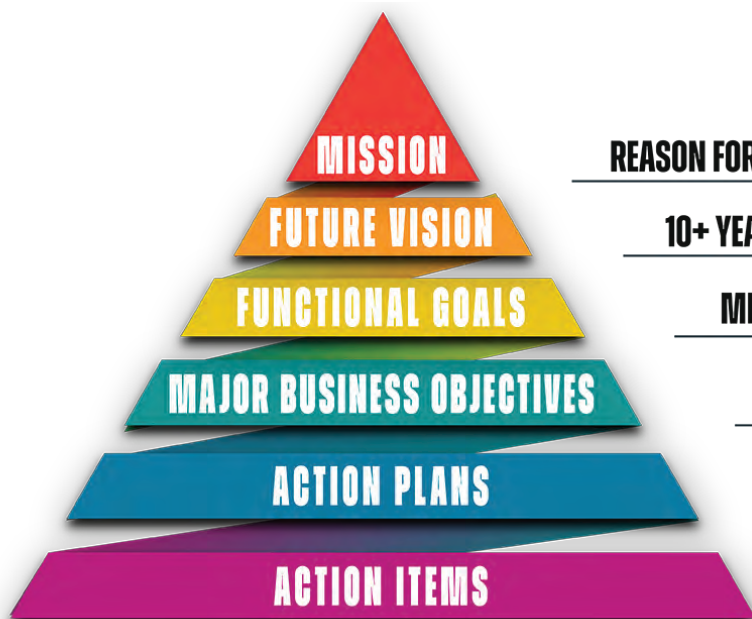 MISSION
REASON FOR
FUTURE VISION
10+
FUNCTIONAL GOALS
MAJOR BUSINESS OBJECTIVES
ACTION PLANS
ACTION ITEMS